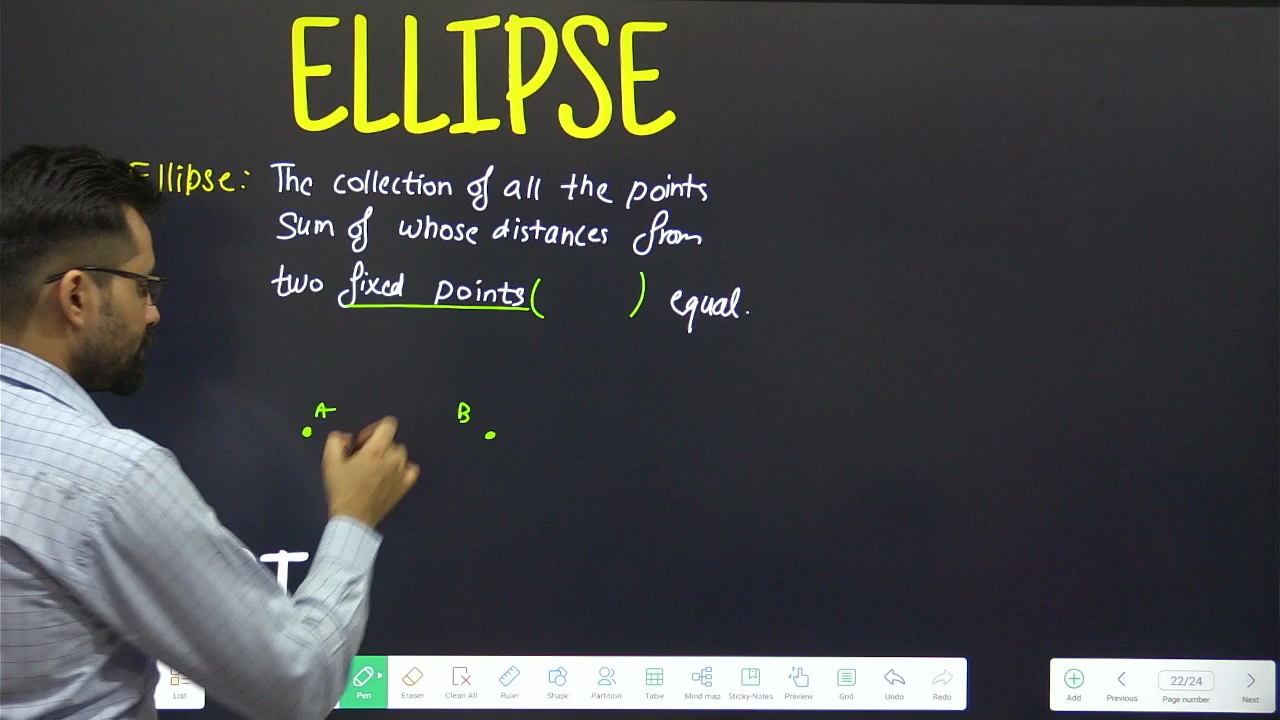 ELLIPSE
Ellipse: The collection of all the points
Sum of whose distances from
two fixed points ( ) equal.
A B
T
List Pen Eraser Clean All Ruler Shape Partition Table Mind map Sticky-Notes Preview Grid Undo Redo Add Previous 22/24 Page number Next